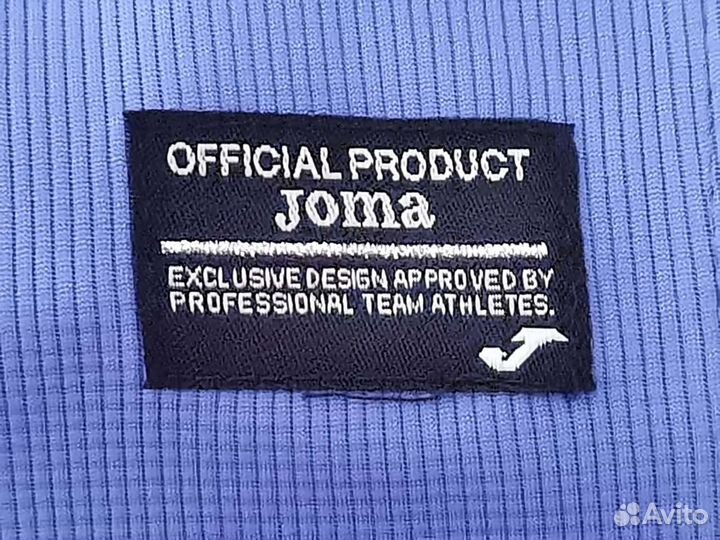 OFFICIAL PRODUCT
Joma
EXCLUSIVE DESIGN APPROVED BY
PROFESSIONAL TEAM ATHLETES.
Avito